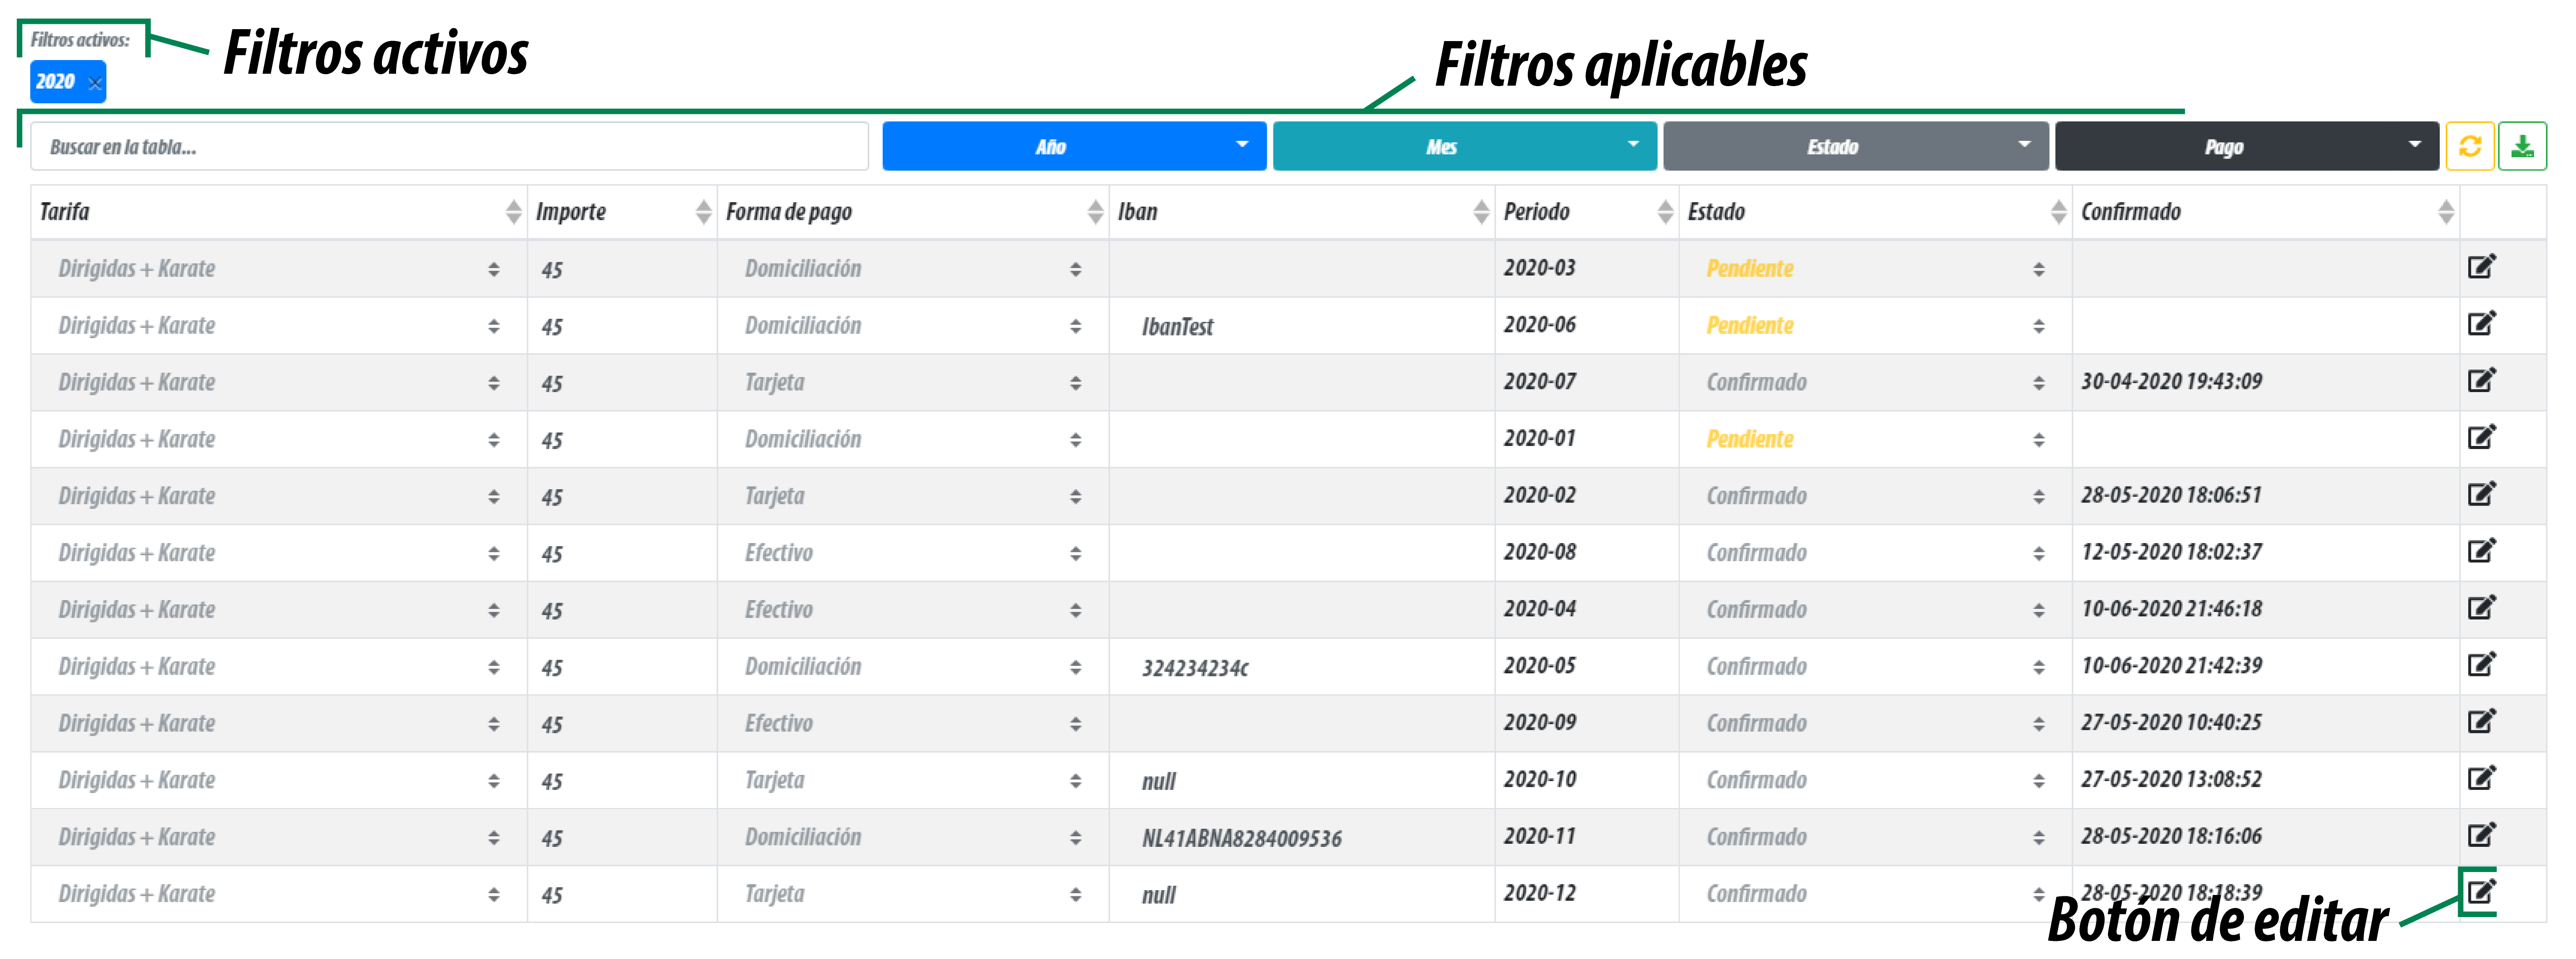 Filtros activos:
Filtros activos
Filtros aplicables
2020 ×
Buscar en la tabla... Año Mes Estado Pago
Tarifa Importe Forma de pago Iban Periodo Estado Confirmado
Dirigidas + Karate 45 Domiciliación 2020-03 Pendiente
Dirigidas + Karate 45 Domiciliación IbanTest 2020-06 Pendiente
Dirigidas + Karate 45 Tarjeta 2020-07 Confirmado 30-04-2020 19:43:09
Dirigidas + Karate 45 Domiciliación 2020-01 Pendiente
Dirigidas + Karate 45 Tarjeta 2020-02 Confirmado 28-05-2020 18:06:51
Dirigidas + Karate 45 Efectivo 2020-08 Confirmado 12-05-2020 18:02:37
Dirigidas + Karate 45 Efectivo 2020-04 Confirmado 10-06-2020 21:46:18
Dirigidas + Karate 45 Domiciliación 324234234c 2020-05 Confirmado 10-06-2020 21:42:39
Dirigidas + Karate 45 Efectivo 2020-09 Confirmado 27-05-2020 10:40:25
Dirigidas + Karate 45 Tarjeta null 2020-10 Confirmado 27-05-2020 13:08:52
Dirigidas + Karate 45 Domiciliación NL41ABNA8284009536 2020-11 Confirmado 28-05-2020 18:16:06
Dirigidas + Karate 45 Tarjeta null 2020-12 Confirmado 28-05-2020 18:18:39
Botón de editar